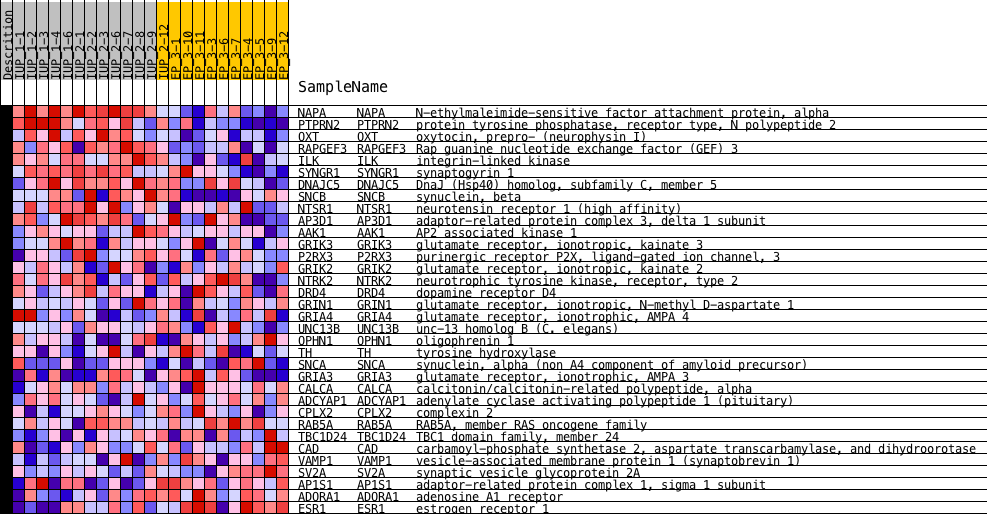 Descrition IUP_1-1 IUP_1-2 IUP_1-3 IUP_1-4 IUP_1-6 IUP_2-1 IUP_2-2 IUP_2-3 IUP_2-6 IUP_2-7 IUP_2-8 IUP_2-9 IUP_2-12 EP_3-1 EP_3-10 EP_3-11 EP_3-3 EP_3-6 EP_3-7 EP_3-4 EP_3-5 EP_3-9 EP_3-12
SampleName
NAPA NAPA N-ethylmaleimide-sensitive factor attachment protein, alpha
PTPRN2 PTPRN2 protein tyrosine phosphatase, receptor type, N polypeptide 2
OXT OXT oxytocin, prepro- (neurophysin I)
RAPGEF3 RAPGEF3 Rap guanine nucleotide exchange factor (GEF) 3
ILK ILK integrin-linked kinase
SYNGR1 SYNGR1 synaptogyrin 1
DNAJC5 DNAJC5 DnaJ (Hsp40) homolog, subfamily C, member 5
SNCB SNCB synuclein, beta
NTSR1 NTSR1 neurotensin receptor 1 (high affinity)
AP3D1 AP3D1 adaptor-related protein complex 3, delta 1 subunit
AAK1 AAK1 AP2 associated kinase 1
GRIK3 GRIK3 glutamate receptor, ionotropic, kainate 3
P2RX3 P2RX3 purinergic receptor P2X, ligand-gated ion channel, 3
GRIK2 GRIK2 glutamate receptor, ionotropic, kainate 2
NTRK2 NTRK2 neurotrophic tyrosine kinase, receptor, type 2
DRD4 DRD4 dopamine receptor D4
GRIN1 GRIN1 glutamate receptor, ionotropic, N-methyl D-aspartate 1
GRIA4 GRIA4 glutamate receptor, ionotrophic, AMPA 4
UNC13B UNC13B unc-13 homolog B (C. elegans)
OPHN1 OPHN1 oligophrenin 1
TH TH tyrosine hydroxylase
SNCA SNCA synuclein, alpha (non A4 component of amyloid precursor)
GRIA3 GRIA3 glutamate receptor, ionotrophic, AMPA 3
CALCA CALCA calcitonin/calcitonin-related polypeptide, alpha
ADCYAP1 ADCYAP1 adenylate cyclase activating polypeptide 1 (pituitary)
CPLX2 CPLX2 complexin 2
RAB5A RAB5A RAB5A, member RAS oncogene family
TBC1D24 TBC1D24 TBC1 domain family, member 24
CAD CAD carbamoyl-phosphate synthetase 2, aspartate transcarbamylase, and dihydroorotase
VAMP1 VAMP1 vesicle-associated membrane protein 1 (synaptobrevin 1)
SV2A SV2A synaptic vesicle glycoprotein 2A
AP1S1 AP1S1 adaptor-related protein complex 1, sigma 1 subunit
ADORA1 ADORA1 adenosine A1 receptor
ESR1 ESR1 estrogen receptor 1